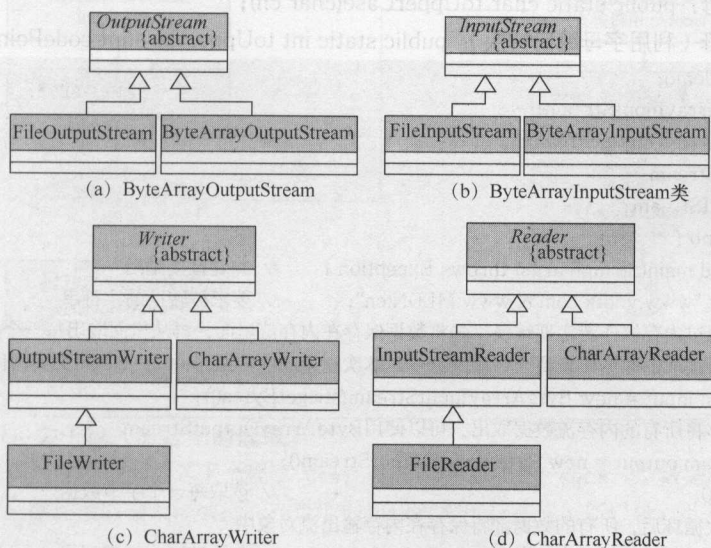 OutputStream
{abstract}
FileOutputStream
ByteArrayOutputStream
(a) ByteArrayOutputStream
InputStream
{abstract}
FileInputStream
ByteArrayInputStream
(b) ByteArrayInputStream类
Writer
{abstract}
OutputStreamWriter
CharArrayWriter
FileWriter
(c) CharArrayWriter
Reader
{abstract}
InputStreamReader
CharArrayReader
FileReader
(d) CharArrayReader